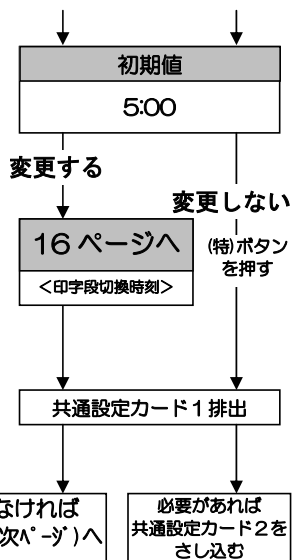 初期値
5:00
変更する
変更しない
16ページへ
(特)ボタン
を押す
<印字段切換時刻>
共通設定カード1排出
なければ
次ページ)へ
必要があれば
共通設定カード2を
さし込む